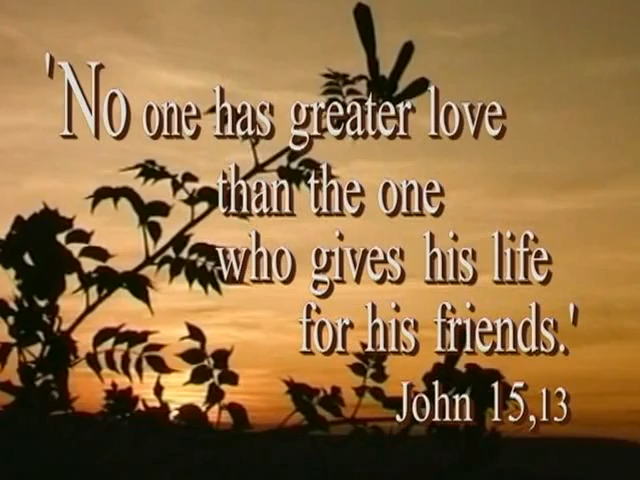 'No one has greater love
than the one
who gives his life
for his friends.'
John 15,13